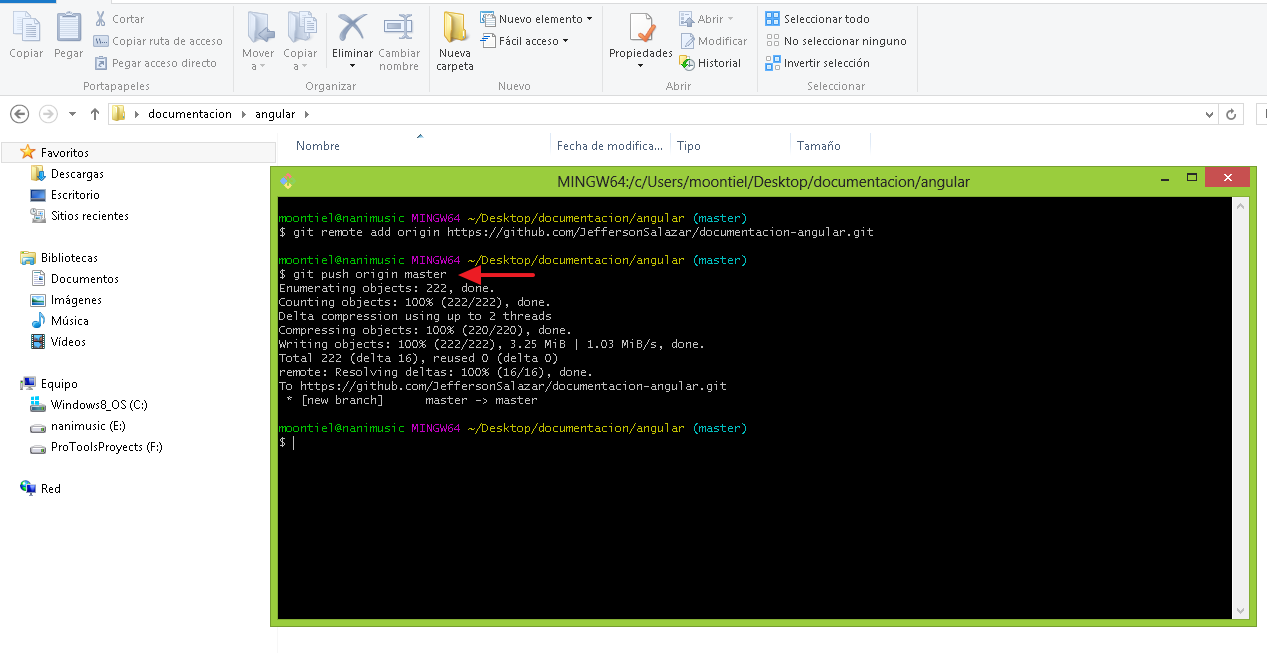 Copiar
Pegar
Cortar
Copiar ruta de acceso
Pegar acceso directo
Portapapeles
Mover a
Copiar a
Eliminar
Cambiar nombre
Organizar
Nueva carpeta
Nuevo elemento
Fácil acceso
Nuevo
Propiedades
Abrir
Modificar
Historial
Abrir
Seleccionar todo
No seleccionar ninguno
Invertir selección
Seleccionar
documentacion
angular
Nombre
Fecha de modifica...
Tipo
Tamaño
Favoritos
Descargas
Escritorio
Sitios recientes
Bibliotecas
Documentos
Imágenes
Música
Vídeos
Equipo
Windows8_OS (C:)
nanimusic (E:)
ProToolsProyects (F:)
Red
MINGW64:/c/Users/moontiel/Desktop/documentacion/angular
moontiel@nanimusic MINGW64 ~/Desktop/documentacion/angular (master)
$ git remote add origin https://github.com/JeffersonSalazar/documentacion-angular.git
moontiel@nanimusic MINGW64 ~/Desktop/documentacion/angular (master)
$ git push origin master
Enumerating objects: 222, done.
Counting objects: 100% (222/222), done.
Delta compression using up to 2 threads
Compressing objects: 100% (220/220), done.
Writing objects: 100% (222/222), 3.25 MiB | 1.03 MiB/s, done.
Total 222 (delta 16), reused 0 (delta 0)
remote: Resolving deltas: 100% (16/16), done.
To https://github.com/JeffersonSalazar/documentacion-angular.git
 * [new branch]      master -> master
moontiel@nanimusic MINGW64 ~/Desktop/documentacion/angular (master)
$